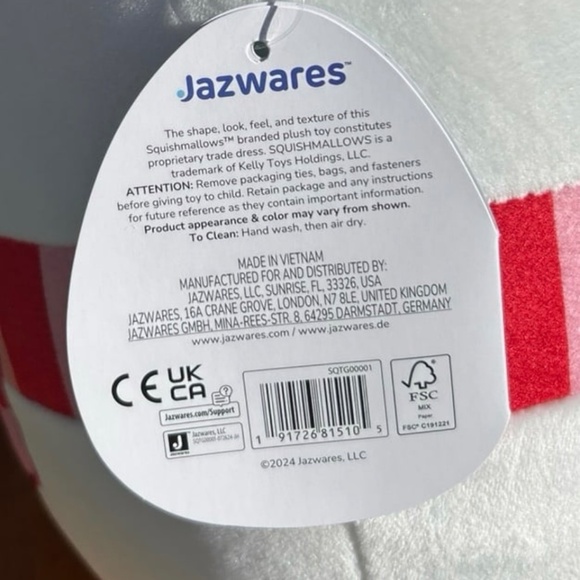 Jazwares™
The shape, look, feel, and texture of this
Squishmallows™ branded plush toy constitutes
proprietary trade dress. SQUISHMALLOWS is a
trademark of Kelly Toys Holdings, LLC.
ATTENTION: Remove packaging ties, bags, and fasteners
before giving toy to child. Retain package and any instructions
for future reference as they contain important information.
Product appearance & color may vary from shown.
To Clean: Hand wash, then air dry.
MADE IN VIETNAM
MANUFACTURED FOR AND DISTRIBUTED BY:
JAZWARES, LLC, SUNRISE, FL, 33326, USA
JAZWARES, 16A CRANE GROVE, LONDON, N7 8LE, UNITED KINGDOM
JAZWARES GMBH, MINA-REES-STR. 8, 64295 DARMSTADT, GERMANY
www.jazwares.com / www.jazwares.de
CE UK
CA
Jazwares.com/Support
Jazwares, LLC
SQTG00001
1 91726 81510 5
FSC
MIX
Paper
FSC® C191221
©2024 Jazwares, LLC